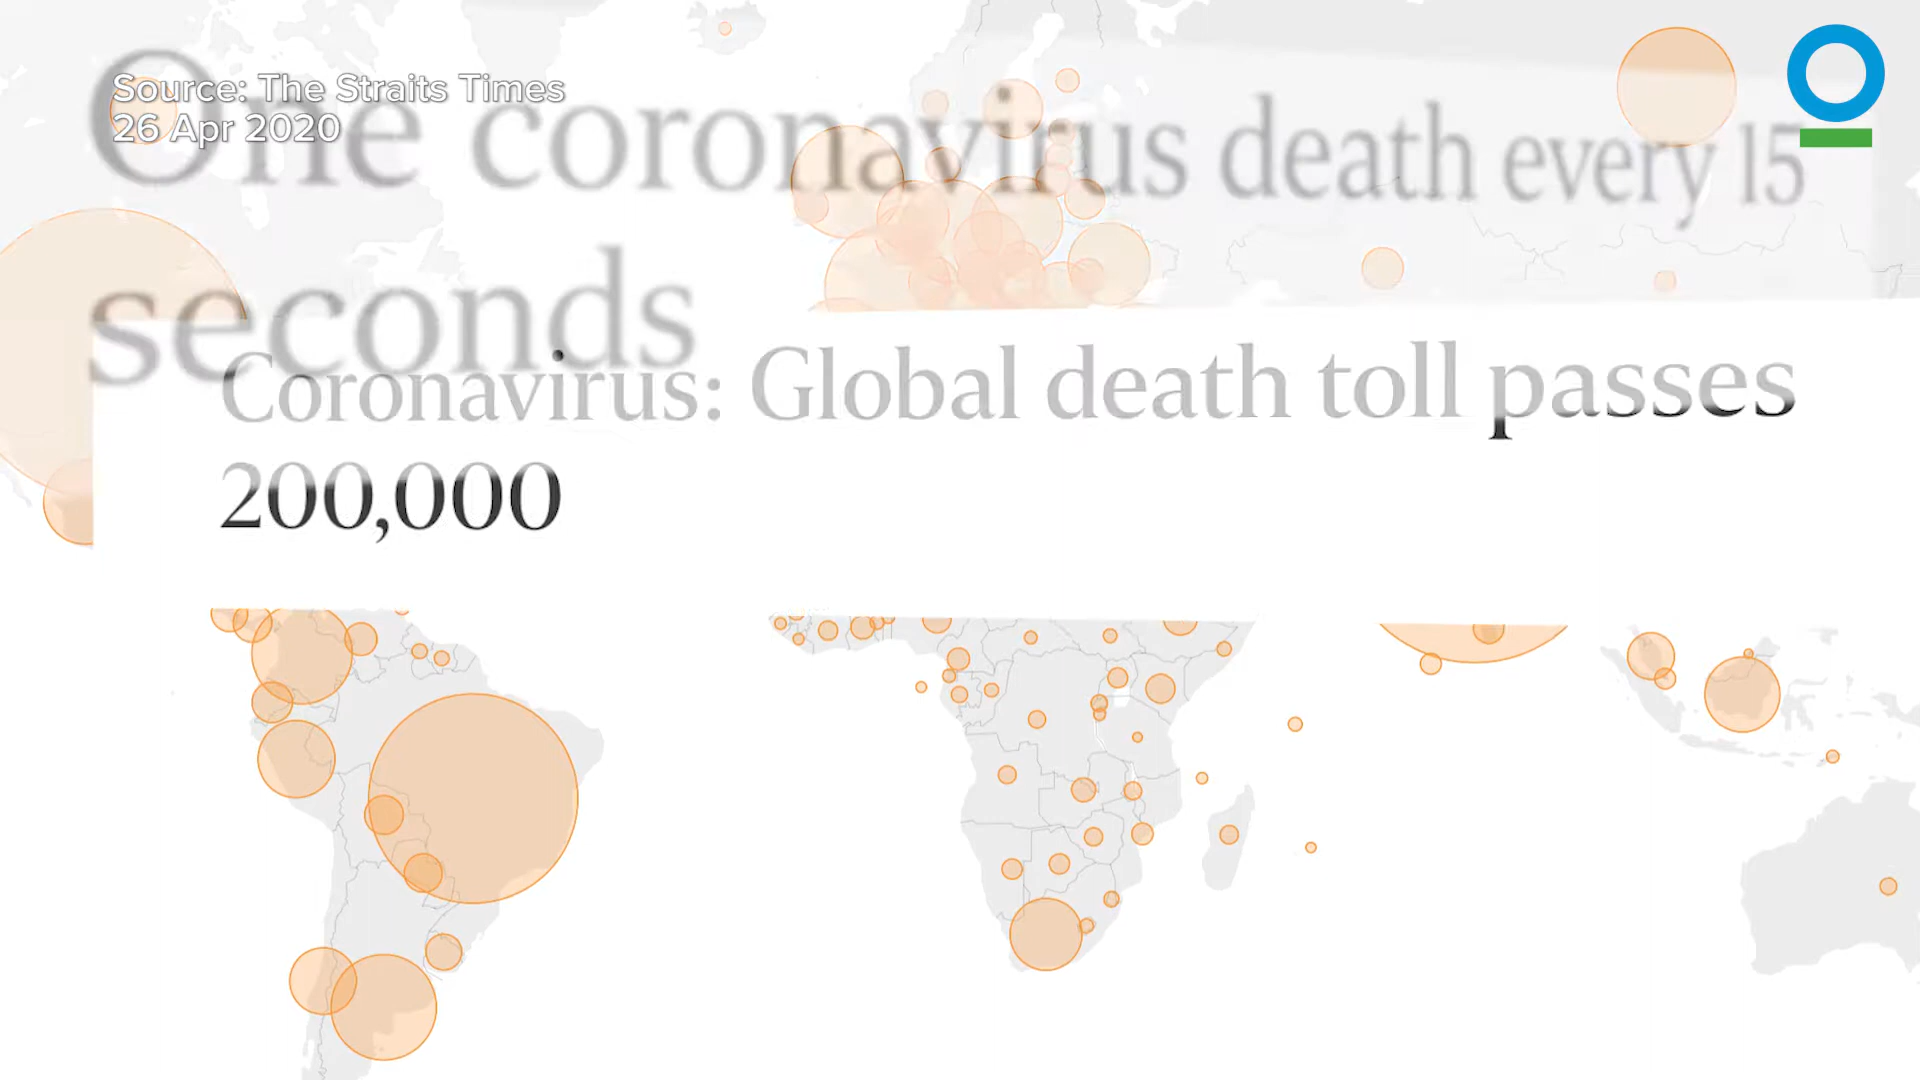 Source: The Straits Times
26 Apr 2020
One coronavirus death every 15
seconds
Coronavirus: Global death toll passes
200,000